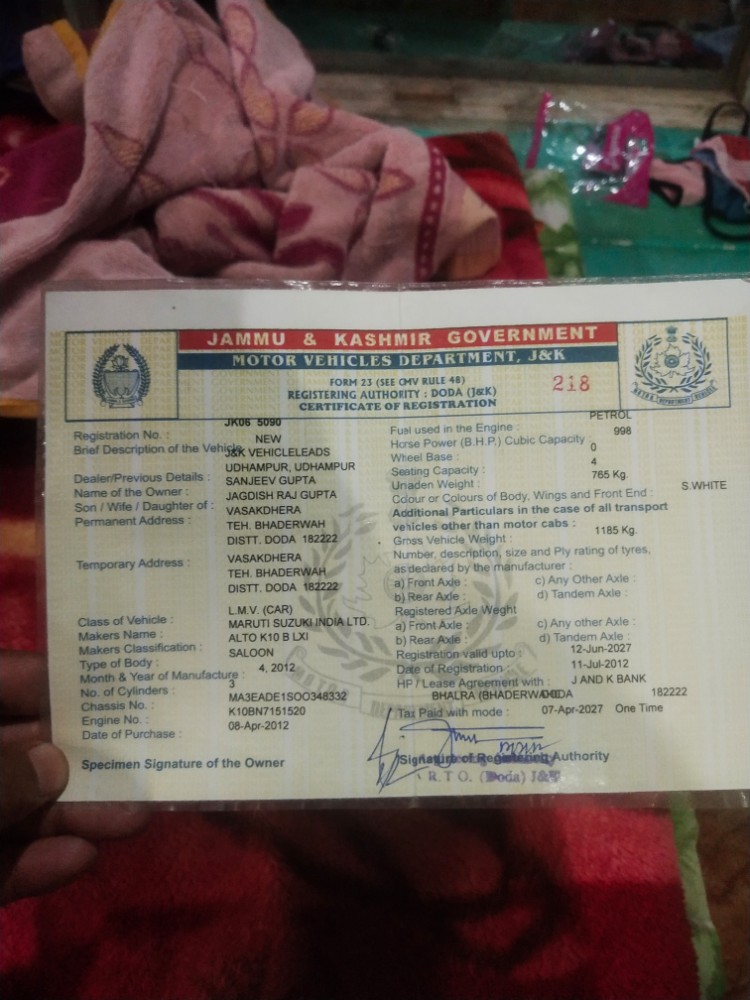 JAMMU & KASHMIR GOVERNMENT
MOTOR VEHICLES DEPARTMENT, J&K
FORM 23 (SEE CMV RULE 48)
REGISTERING AUTHORITY : DODA (J&K)
CERTIFICATE OF REGISTRATION
218
Registration No. : JK06 5090
Brief Description of the Vehicle NEW
J&K VEHICLELEADS
UDHAMPUR, UDHAMPUR
Dealer/Previous Details :
Name of the Owner : SANJEEV GUPTA
Son / Wife / Daughter of : JAGDISH RAJ GUPTA
Permanent Address : VASAKDHERA
TEH. BHADERWAH
DISTT. DODA 182222
Temporary Address : VASAKDHERA
TEH. BHADERWAH
DISTT. DODA 182222
Class of Vehicle : L.M.V. (CAR)
Makers Name : MARUTI SUZUKI INDIA LTD.
Makers Classification : ALTO K10 B LXI
Type of Body : SALOON
Month & Year of Manufacture : 4, 2012
No. of Cylinders : 3
Chassis No. : MA3EADE1SOO348332
Engine No. : K10BN7151520
Date of Purchase : 08-Apr-2012
Specimen Signature of the Owner
Fuel used in the Engine : PETROL
Horse Power (B.H.P.) Cubic Capacity 998
Wheel Base : 0
Seating Capacity : 4
Unaden Weight : 765 Kg.
Colour or Colours of Body, Wings and Front End : S.WHITE
Additional Particulars in the case of all transport
vehicles other than motor cabs :
Gross Vehicle Weight : 1185 Kg.
Number, description, size and Ply rating of tyres,
as declared by the manufacturer :
a) Front Axle : c) Any Other Axle :
b) Rear Axle : d) Tandem Axle :
Registered Axle Weght
a) Front Axle : c) Any other Axle :
b) Rear Axle : d) Tandem Axle :
Registration valid upto : 12-Jun-2027
Date of Registration : 11-Jul-2012
HP / Lease Agreement with : J AND K BANK
BHALRA (BHADERWAH) DODA 182222
Tax Paid with mode : 07-Apr-2027 One Time
Signature of Registering Authority
R.T.O. (Doda) J&K